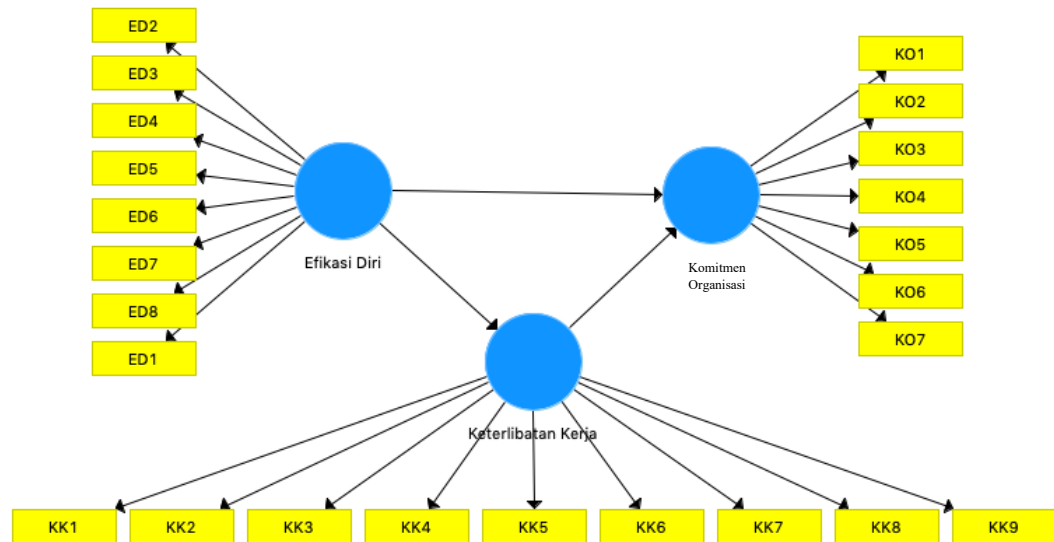 ED2
ED3
ED4
ED5
ED6
ED7
ED8
ED1
Efikasi Diri
KO1
KO2
KO3
KO4
KO5
KO6
KO7
Komitmen
Organisasi
Keterlibatan Kerja
KK1 KK2 KK3 KK4 KK5 KK6 KK7 KK8 KK9